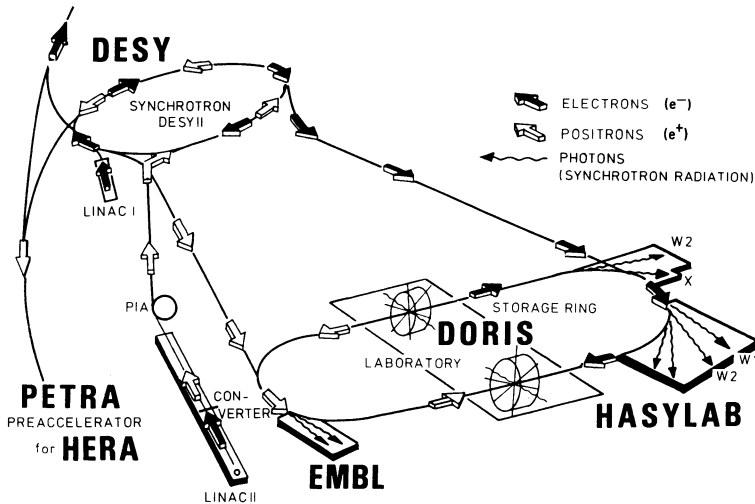 DESY
SYNCHROTRON
DESY II
ELECTRONS (e⁻)
POSITRONS (e⁺)
PHOTONS
(SYNCHROTRON RADIATION)
LINAC I
W2
X
PIA
STORAGE RING
DORIS
LABORATORY
W1
W2
PETRA
PREACCELERATOR
for HERA
CON-
VERTER
HASYLAB
EMBL
LINAC II